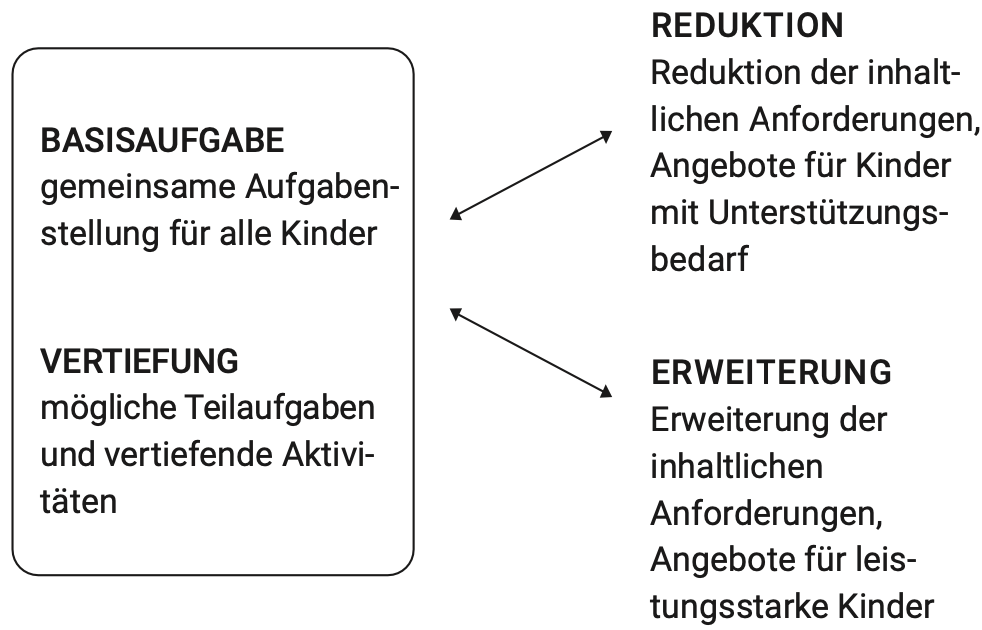 BASISAUFGABE
gemeinsame Aufgaben-
stellung für alle Kinder
VERTIEFUNG
mögliche Teilaufgaben
und vertiefende Aktivi-
täten
REDUKTION
Reduktion der inhalt-
lichen Anforderungen,
Angebote für Kinder
mit Unterstützungs-
bedarf
ERWEITERUNG
Erweiterung der
inhaltlichen
Anforderungen,
Angebote für leis-
tungsstarke Kinder